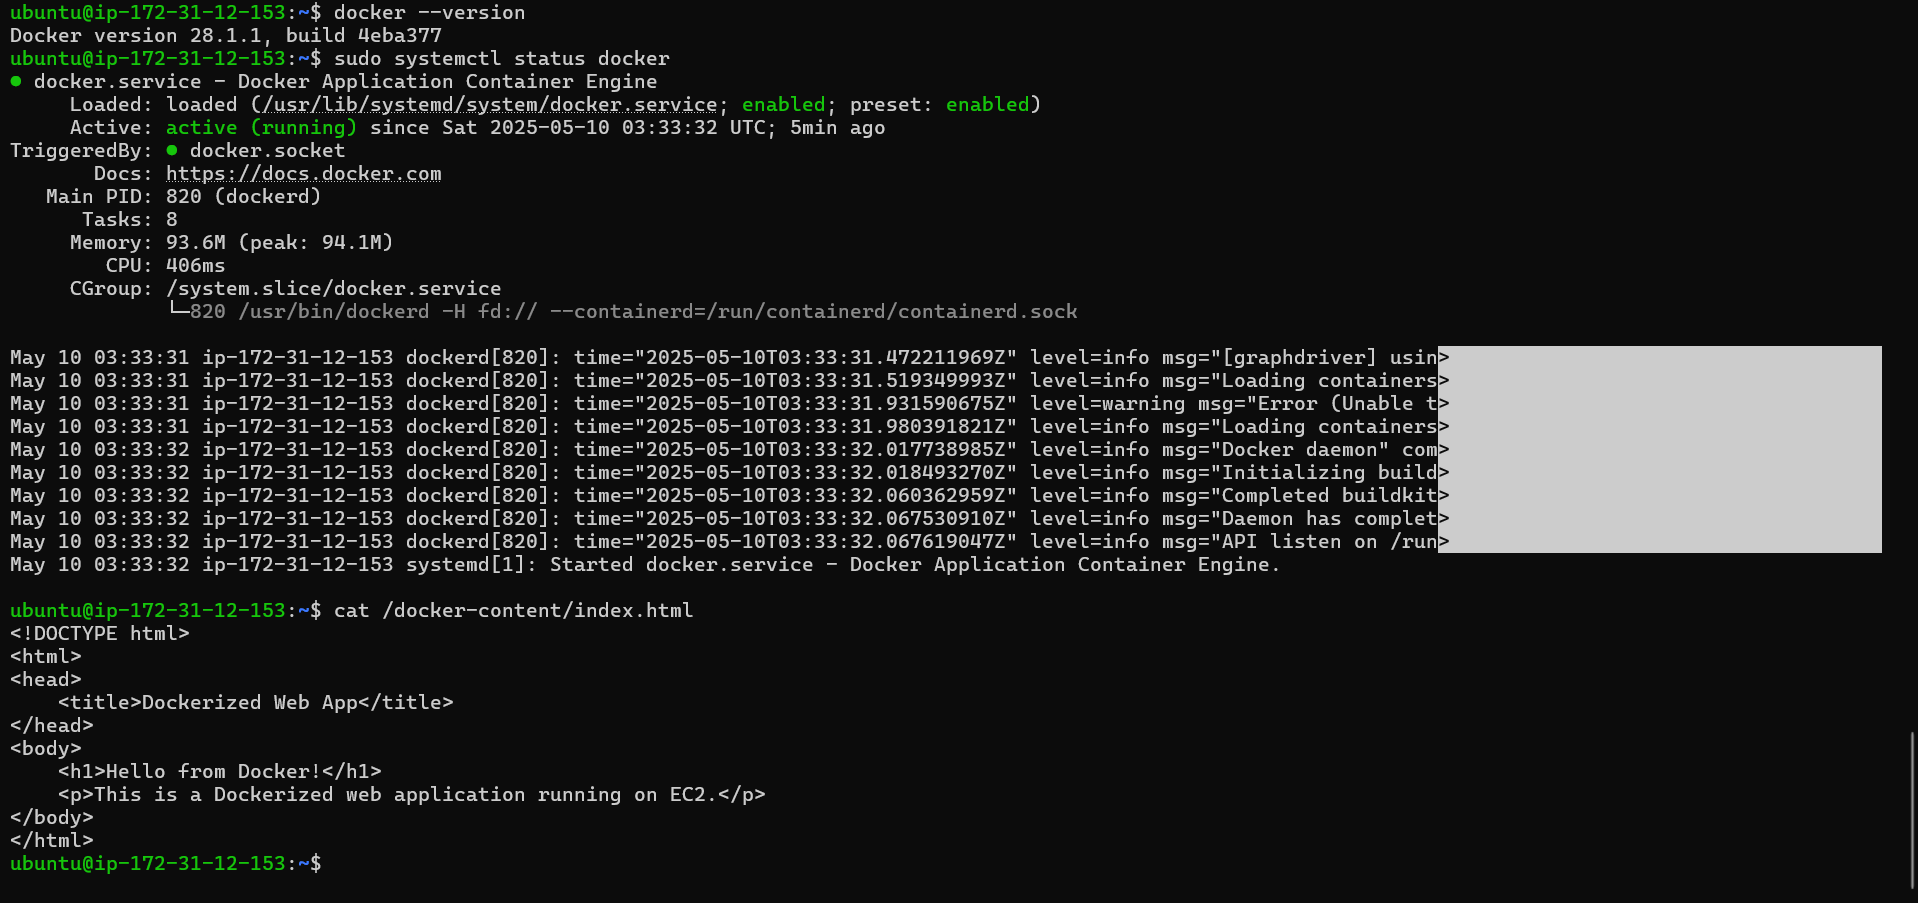 ubuntu@ip-172-31-12-153:~$ docker --version
Docker version 28.1.1, build 4eba377
ubuntu@ip-172-31-12-153:~$ sudo systemctl status docker
● docker.service - Docker Application Container Engine
     Loaded: loaded (/usr/lib/systemd/system/docker.service; enabled; preset: enabled)
     Active: active (running) since Sat 2025-05-10 03:33:32 UTC; 5min ago
TriggeredBy: ● docker.socket
       Docs: https://docs.docker.com
   Main PID: 820 (dockerd)
      Tasks: 8
     Memory: 93.6M (peak: 94.1M)
        CPU: 406ms
     CGroup: /system.slice/docker.service
             └─820 /usr/bin/dockerd -H fd:// --containerd=/run/containerd/containerd.sock

May 10 03:33:31 ip-172-31-12-153 dockerd[820]: time="2025-05-10T03:33:31.472211969Z" level=info msg="[graphdriver] usin>
May 10 03:33:31 ip-172-31-12-153 dockerd[820]: time="2025-05-10T03:33:31.519349993Z" level=info msg="Loading containers>
May 10 03:33:31 ip-172-31-12-153 dockerd[820]: time="2025-05-10T03:33:31.931590675Z" level=warning msg="Error (Unable t>
May 10 03:33:31 ip-172-31-12-153 dockerd[820]: time="2025-05-10T03:33:31.980391821Z" level=info msg="Loading containers>
May 10 03:33:32 ip-172-31-12-153 dockerd[820]: time="2025-05-10T03:33:32.017738985Z" level=info msg="Docker daemon" com>
May 10 03:33:32 ip-172-31-12-153 dockerd[820]: time="2025-05-10T03:33:32.018493270Z" level=info msg="Initializing build>
May 10 03:33:32 ip-172-31-12-153 dockerd[820]: time="2025-05-10T03:33:32.060362959Z" level=info msg="Completed buildkit>
May 10 03:33:32 ip-172-31-12-153 dockerd[820]: time="2025-05-10T03:33:32.067530910Z" level=info msg="Daemon has complet>
May 10 03:33:32 ip-172-31-12-153 dockerd[820]: time="2025-05-10T03:33:32.067619047Z" level=info msg="API listen on /run>
May 10 03:33:32 ip-172-31-12-153 systemd[1]: Started docker.service - Docker Application Container Engine.

ubuntu@ip-172-31-12-153:~$ cat /docker-content/index.html
<!DOCTYPE html>
<html>
<head>
    <title>Dockerized Web App</title>
</head>
<body>
    <h1>Hello from Docker!</h1>
    <p>This is a Dockerized web application running on EC2.</p>
</body>
</html>
ubuntu@ip-172-31-12-153:~$